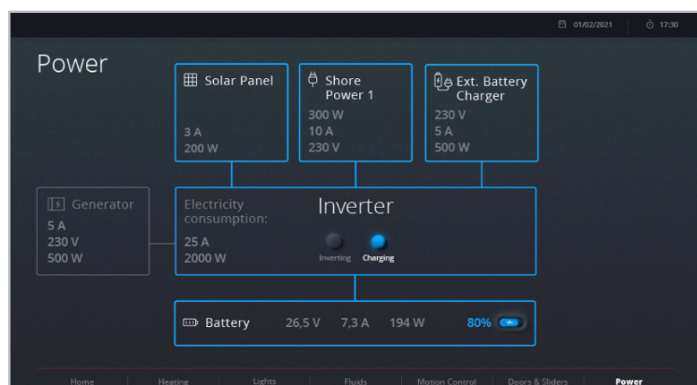 01/02/2021 17:30
Power
Solar Panel
3 A
200 W
Shore
Power 1
300 W
10 A
230 V
Ext. Battery
Charger
230 V
5 A
500 W
Generator
5 A
230 V
500 W
Electricity
consumption:
25 A
2000 W
Inverter
Inverting Charging
Battery 26,5 V 7,3 A 194 W 80%
Home Heating Lights Fluids Motion Control Doors & Sliders Power